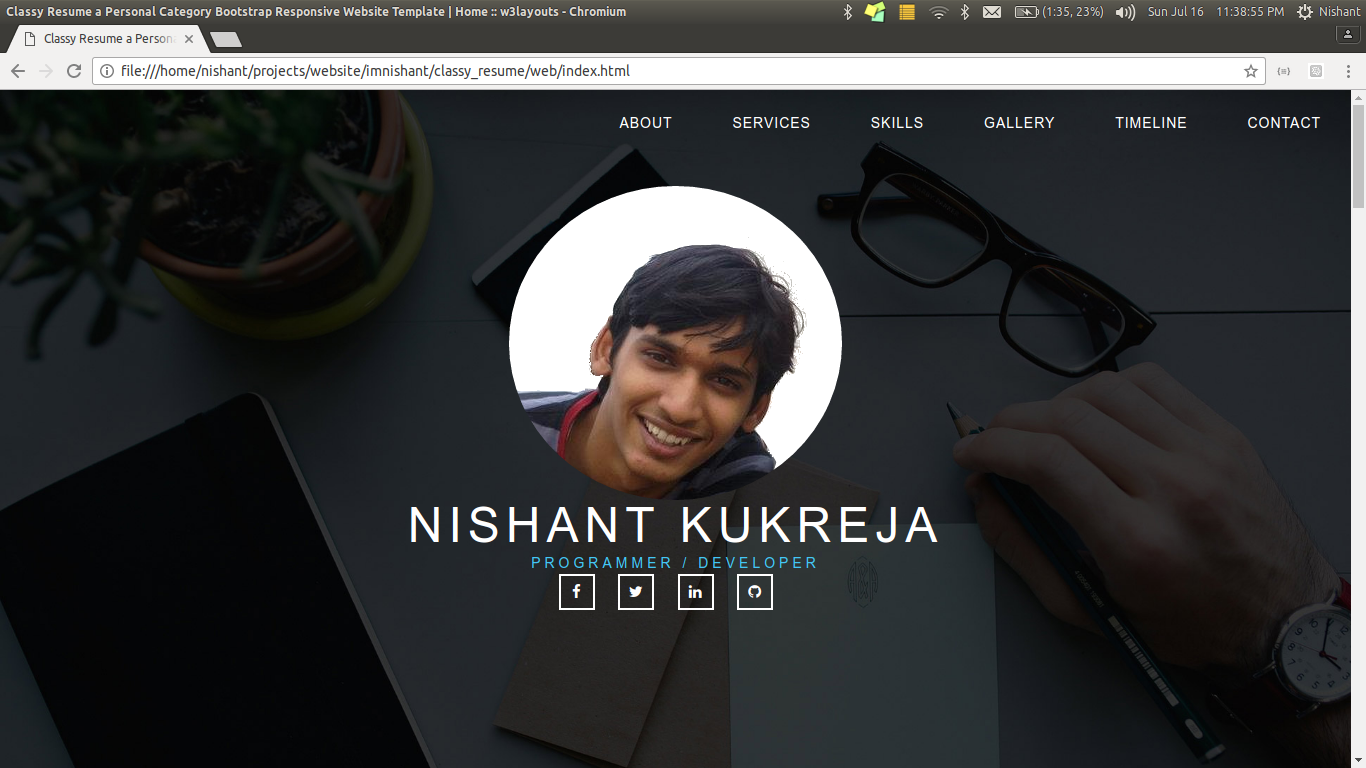 Classy Resume a Personal Category Bootstrap Responsive Website Template | Home :: w3layouts - Chromium
(1:35, 23%) Sun Jul 16 11:38:55 PM Nishant
Classy Resume a Person
file:///home/nishant/projects/website/imnishant/classy_resume/web/index.html
ABOUT SERVICES SKILLS GALLERY TIMELINE CONTACT
NISHANT KUKREJA
PROGRAMMER / DEVELOPER